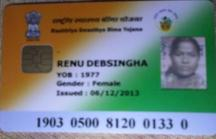 राष्ट्रीय स्वास्थ्य बीमा योजना
Rashtriya Swasthya Bima Yojana
RENU DEBSINGHA
YOB : 1977
Gender : Female
Issued : 06/12/2013
1903 0500 8120 0133 0